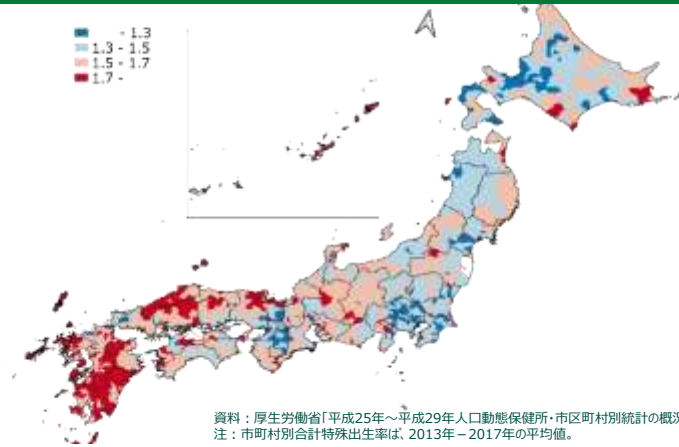 - 1.3
1.3 - 1.5
1.5 - 1.7
1.7 -
資料：厚生労働省「平成25年～平成29年人口動態保健所・市区町村別統計の概況
注：市町村別合計特殊出生率は、2013年－2017年の平均値。